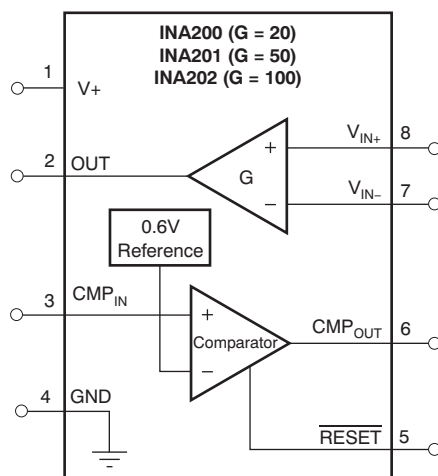 INA200 (G = 20)
INA201 (G = 50)
INA202 (G = 100)
1
V+
2
OUT
+
−
G
VIN+
8
VIN−
7
0.6V
Reference
3
CMPIN
+
−
Comparator
CMPOUT
6
4
GND
RESET
5